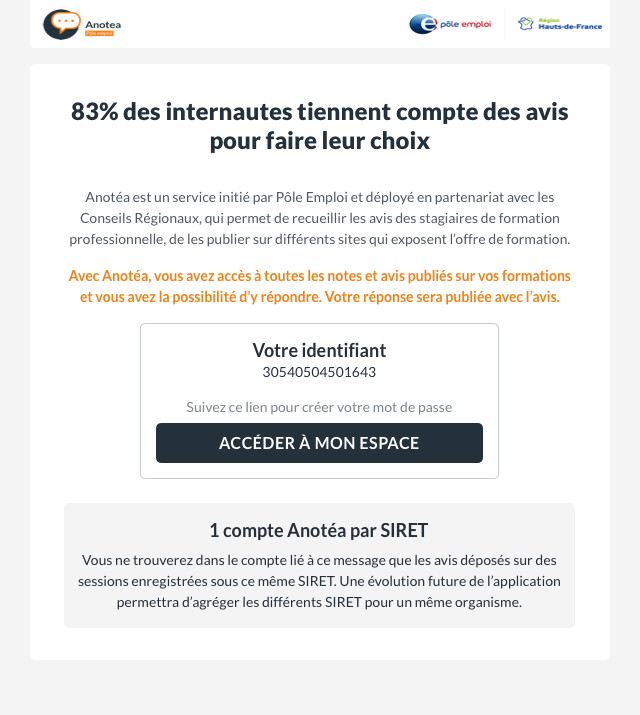 Anotea
Pôle emploi
pôle emploi
Région
Hauts-de-France
83% des internautes tiennent compte des avis
pour faire leur choix
Anotéa est un service initié par Pôle Emploi et déployé en partenariat avec les
Conseils Régionaux, qui permet de recueillir les avis des stagiaires de formation
professionnelle, de les publier sur différents sites qui exposent l’offre de formation.
Avec Anotéa, vous avez accès à toutes les notes et avis publiés sur vos formations
et vous avez la possibilité d’y répondre. Votre réponse sera publiée avec l’avis.
Votre identifiant
30540504501643
Suivez ce lien pour créer votre mot de passe
ACCÉDER À MON ESPACE
1 compte Anotéa par SIRET
Vous ne trouverez dans le compte lié à ce message que les avis déposés sur des
sessions enregistrées sous ce même SIRET. Une évolution future de l’application
permettra d’agréger les différents SIRET pour un même organisme.